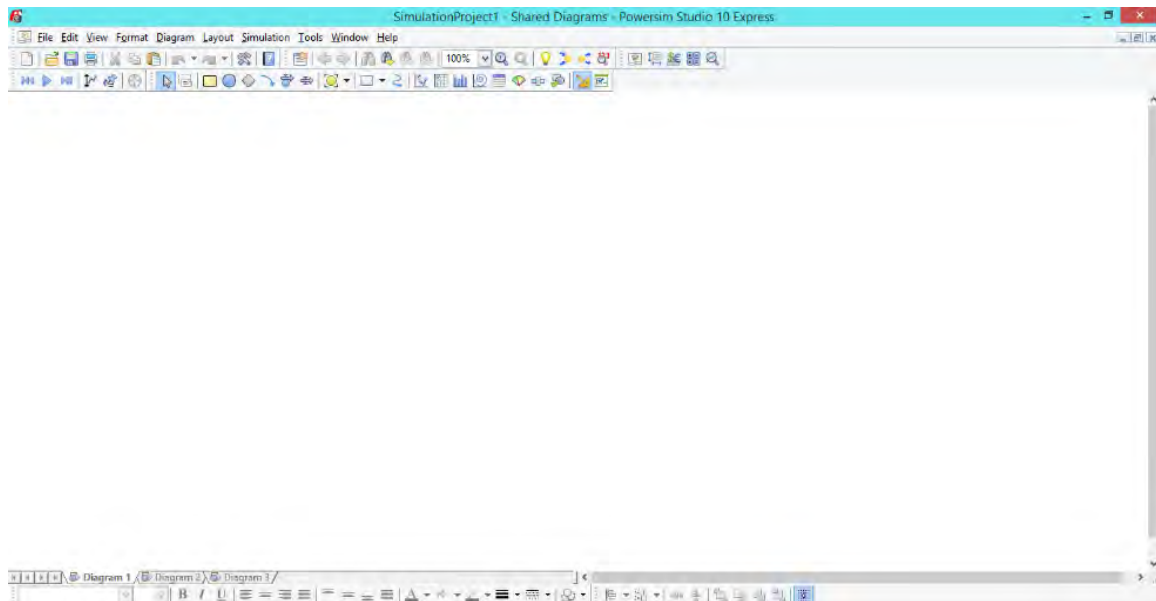 SimulationProject1 - Shared Diagrams - Powersim Studio 10 Express
File Edit View Format Diagram Layout Simulation Tools Window Help
100%
Diagram 1 Diagram 2 Diagram 3
B I U A